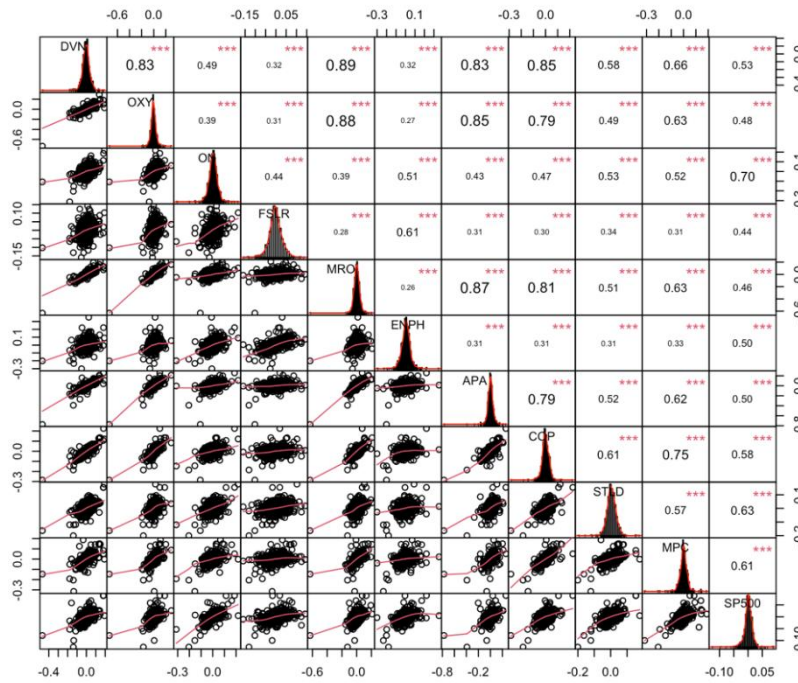 -0.6 0.0 -0.15 0.05 -0.3 0.1 0.0 0.0
DVN 0.83 *** 0.49 *** 0.32 *** 0.89 *** 0.32 *** 0.83 *** 0.85 *** 0.58 *** 0.66 *** 0.53 ***
-0.6 0.0 OXY 0.39 *** 0.31 *** 0.88 *** 0.27 *** 0.85 *** 0.79 *** 0.49 *** 0.63 *** 0.48 ***
ON 0.44 *** 0.39 *** 0.51 *** 0.43 *** 0.47 *** 0.53 *** 0.52 *** 0.70 ***
-0.15 0.10 FSLR 0.28 *** 0.61 *** 0.31 *** 0.30 *** 0.34 *** 0.31 *** 0.44 ***
MRO 0.26 *** 0.87 *** 0.81 *** 0.51 *** 0.63 *** 0.46 ***
-0.3 0.1 ENPH 0.31 *** 0.31 *** 0.31 *** 0.33 *** 0.50 ***
APA 0.79 *** 0.52 *** 0.62 *** 0.50 ***
-0.3 0.0 COP 0.61 *** 0.75 *** 0.58 ***
STLD 0.57 *** 0.63 ***
-0.3 0.0 MPC 0.61 ***
SP500
-0.4 0.0 -0.3 0.0 -0.6 0.0 -0.8 -0.2 -0.2 0.0 -0.10 0.05